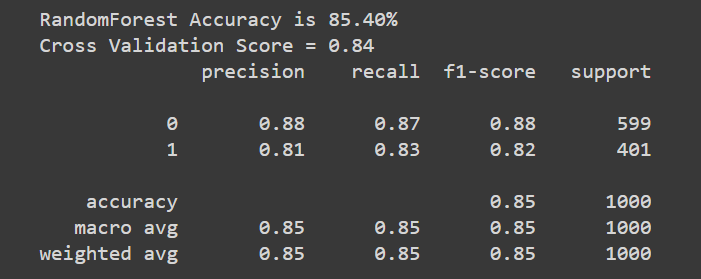 RandomForest Accuracy is 85.40%
Cross Validation Score = 0.84
precision recall f1-score support
0 0.88 0.87 0.88 599
1 0.81 0.83 0.82 401
accuracy 0.85 1000
macro avg 0.85 0.85 0.85 1000
weighted avg 0.85 0.85 0.85 1000